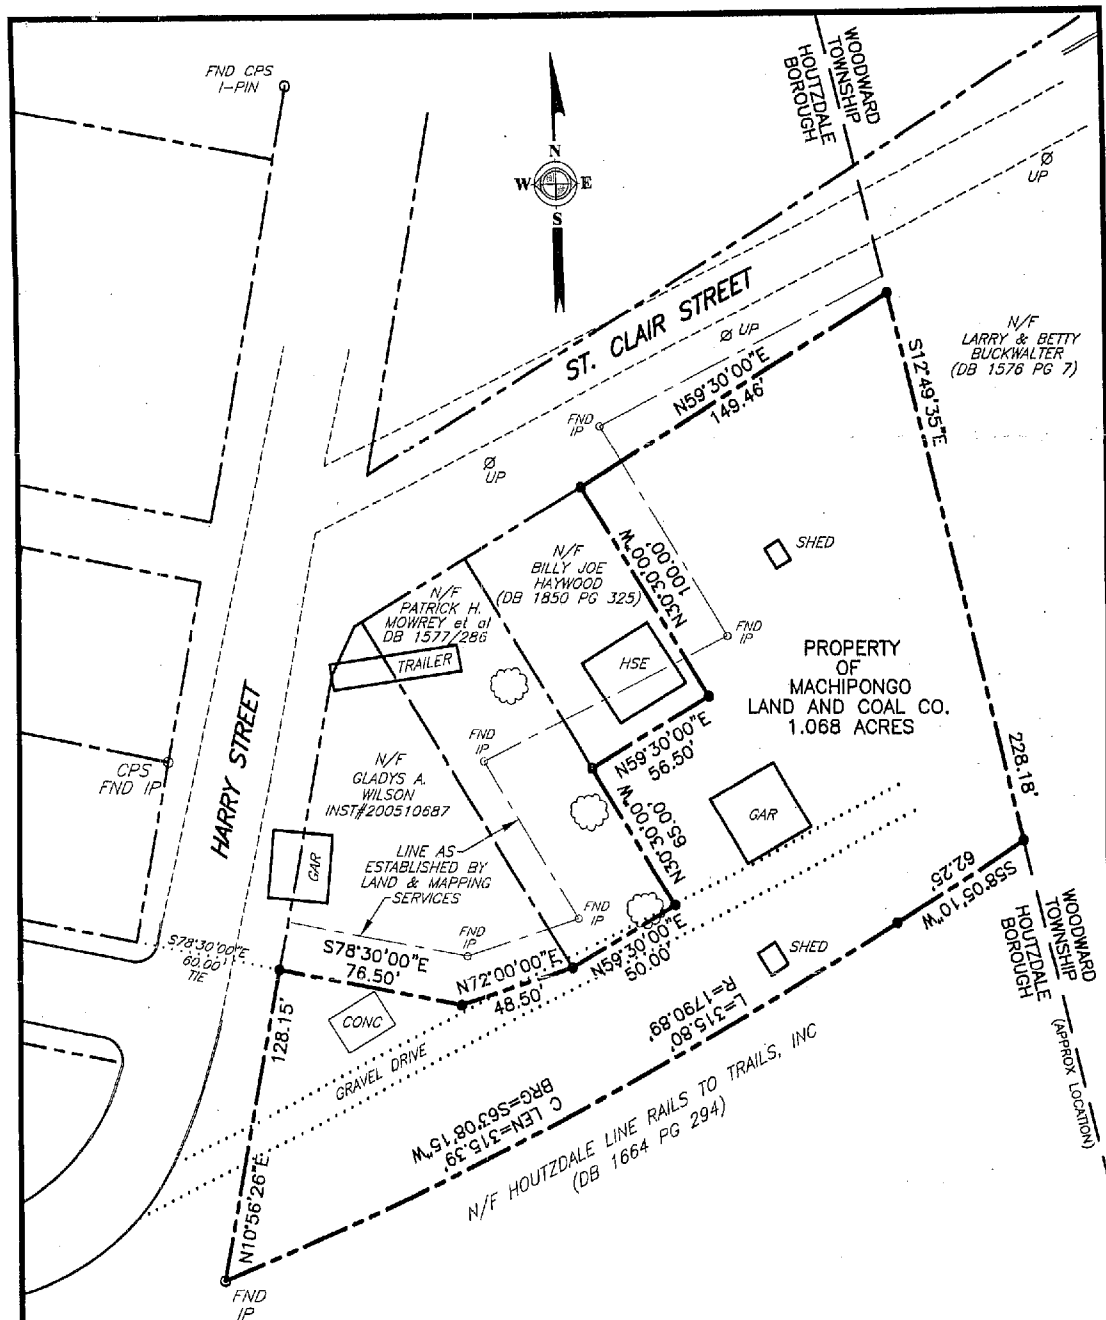 FND CPS
I-PIN
WOODWARD
TOWNSHIP
HOUTZDALE
BOROUGH
N
W E
S
UP
ST. CLAIR STREET
UP
N/F
LARRY & BETTY
BUCKWALTER
(DB 1576 PG 7)
S12°49'35"E
N59°30'00"E
149.46'
FND
IP
UP
N30°30'00"W
100.00'
SHED
N/F
BILLY JOE
HAYWOOD
(DB 1850 PG 325)
N/F
PATRICK H.
MOWREY et al
DB 1577/286
TRAILER
FND
IP
HSE
PROPERTY
OF
MACHIPONGO
LAND AND COAL CO.
1.068 ACRES
HARRY STREET
CPS
FND IP
FND
IP
N59°30'00"E
56.50'
228.18'
N/F
GLADYS A.
WILSON
INST#200510687
N30°30'00"W
65.00'
GAR
GAR
LINE AS
ESTABLISHED BY
LAND & MAPPING
SERVICES
S58°05'10"W
62.25'
FND
IP
FND
IP
S78°30'00"E
60.00'
TIE
S78°30'00"E
76.50'
N72°00'00"E
48.50'
N59°30'00"E
50.00'
SHED
WOODWARD
TOWNSHIP
HOUTZDALE
BOROUGH
(APPROX LOCATION)
CONC
128.15'
GRAVEL DRIVE
L=315.80'
R=1790.89'
C LEN=315.39'
BRG=S63°08'15"W
N/F HOUTZDALE LINE RAILS TO TRAILS, INC
(DB 1664 PG 294)
N10°56'26"E
FND
IP